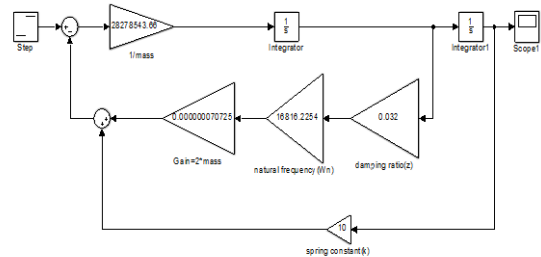 28278543.66
1
s
1
s
Step
1/mass
Integrator
Integrator1
Scope1
0.000000070725
16816.2254
0.032
Gain=2*mass
natural frequency (Wn)
damping ratio(z)
10
spring constant(k)